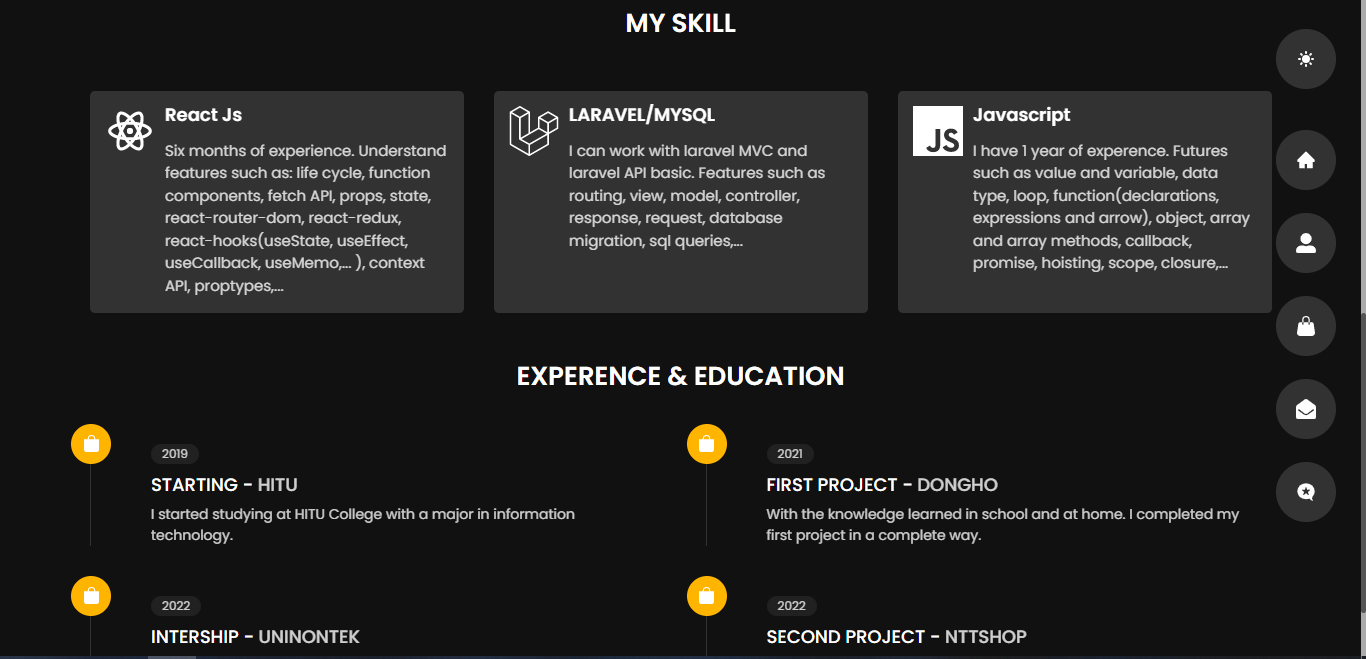 MY SKILL
React Js
Six months of experience. Understand
features such as: life cycle, function
components, fetch API, props, state,
react-router-dom, react-redux,
react-hooks(useState, useEffect,
useCallback, useMemo,... ), context
API, proptypes,...
LARAVEL/MYSQL
I can work with laravel MVC and
laravel API basic. Features such as
routing, view, model, controller,
response, request, database
migration, sql queries,...
JS
Javascript
I have 1 year of experence. Futures
such as value and variable, data
type, loop, function(declarations,
expressions and arrow), object, array
and array methods, callback,
promise, hoisting, scope, closure,...
EXPERENCE & EDUCATION
2019
STARTING - HITU
I started studying at HITU College with a major in information
technology.
2021
FIRST PROJECT - DONGHO
With the knowledge learned in school and at home. I completed my
first project in a complete way.
2022
INTERSHIP - UNINONTEK
2022
SECOND PROJECT - NTTSHOP